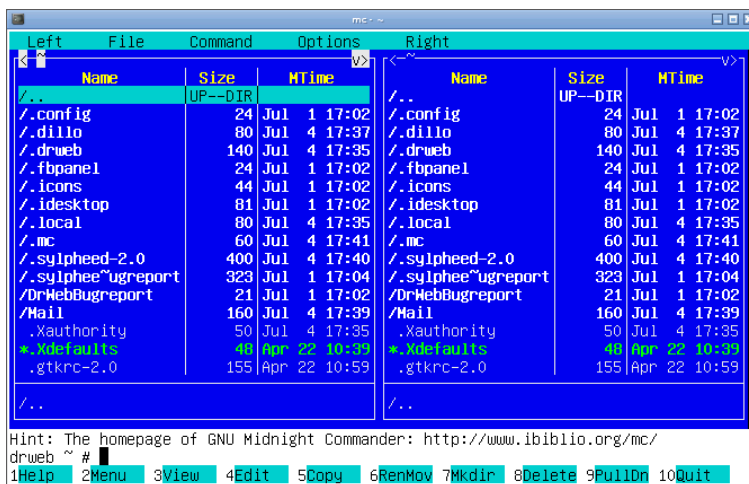 mc - ~
Left File Command Options Right
<-~ v> <-~ v>
Name Size MTime Name Size MTime
/.. UP--DIR /.. UP--DIR
/.config 24 Jul 1 17:02 /.config 24 Jul 1 17:02
/.dillo 80 Jul 4 17:37 /.dillo 80 Jul 4 17:37
/.drweb 140 Jul 4 17:35 /.drweb 140 Jul 4 17:35
/.fbpanel 24 Jul 1 17:02 /.fbpanel 24 Jul 1 17:02
/.icons 44 Jul 1 17:02 /.icons 44 Jul 1 17:02
/.idesktop 81 Jul 1 17:02 /.idesktop 81 Jul 1 17:02
/.local 80 Jul 4 17:35 /.local 80 Jul 4 17:35
/.mc 60 Jul 4 17:41 /.mc 60 Jul 4 17:41
/.sylpheed-2.0 400 Jul 4 17:40 /.sylpheed-2.0 400 Jul 4 17:40
/.sylphee~ugreport 323 Jul 1 17:04 /.sylphee~ugreport 323 Jul 1 17:04
/DrWebBugreport 21 Jul 1 17:02 /DrWebBugreport 21 Jul 1 17:02
/Mail 160 Jul 4 17:39 /Mail 160 Jul 4 17:39
.Xauthority 50 Jul 4 17:35 .Xauthority 50 Jul 4 17:35
*.Xdefaults 48 Apr 22 10:39 *.Xdefaults 48 Apr 22 10:39
.gtkrc-2.0 155 Apr 22 10:59 .gtkrc-2.0 155 Apr 22 10:59
/.. /..
Hint: The homepage of GNU Midnight Commander: http://www.ibiblio.org/mc/
drweb ~ #
1Help 2Menu 3View 4Edit 5Copy 6RenMov 7Mkdir 8Delete 9PullDn 10Quit